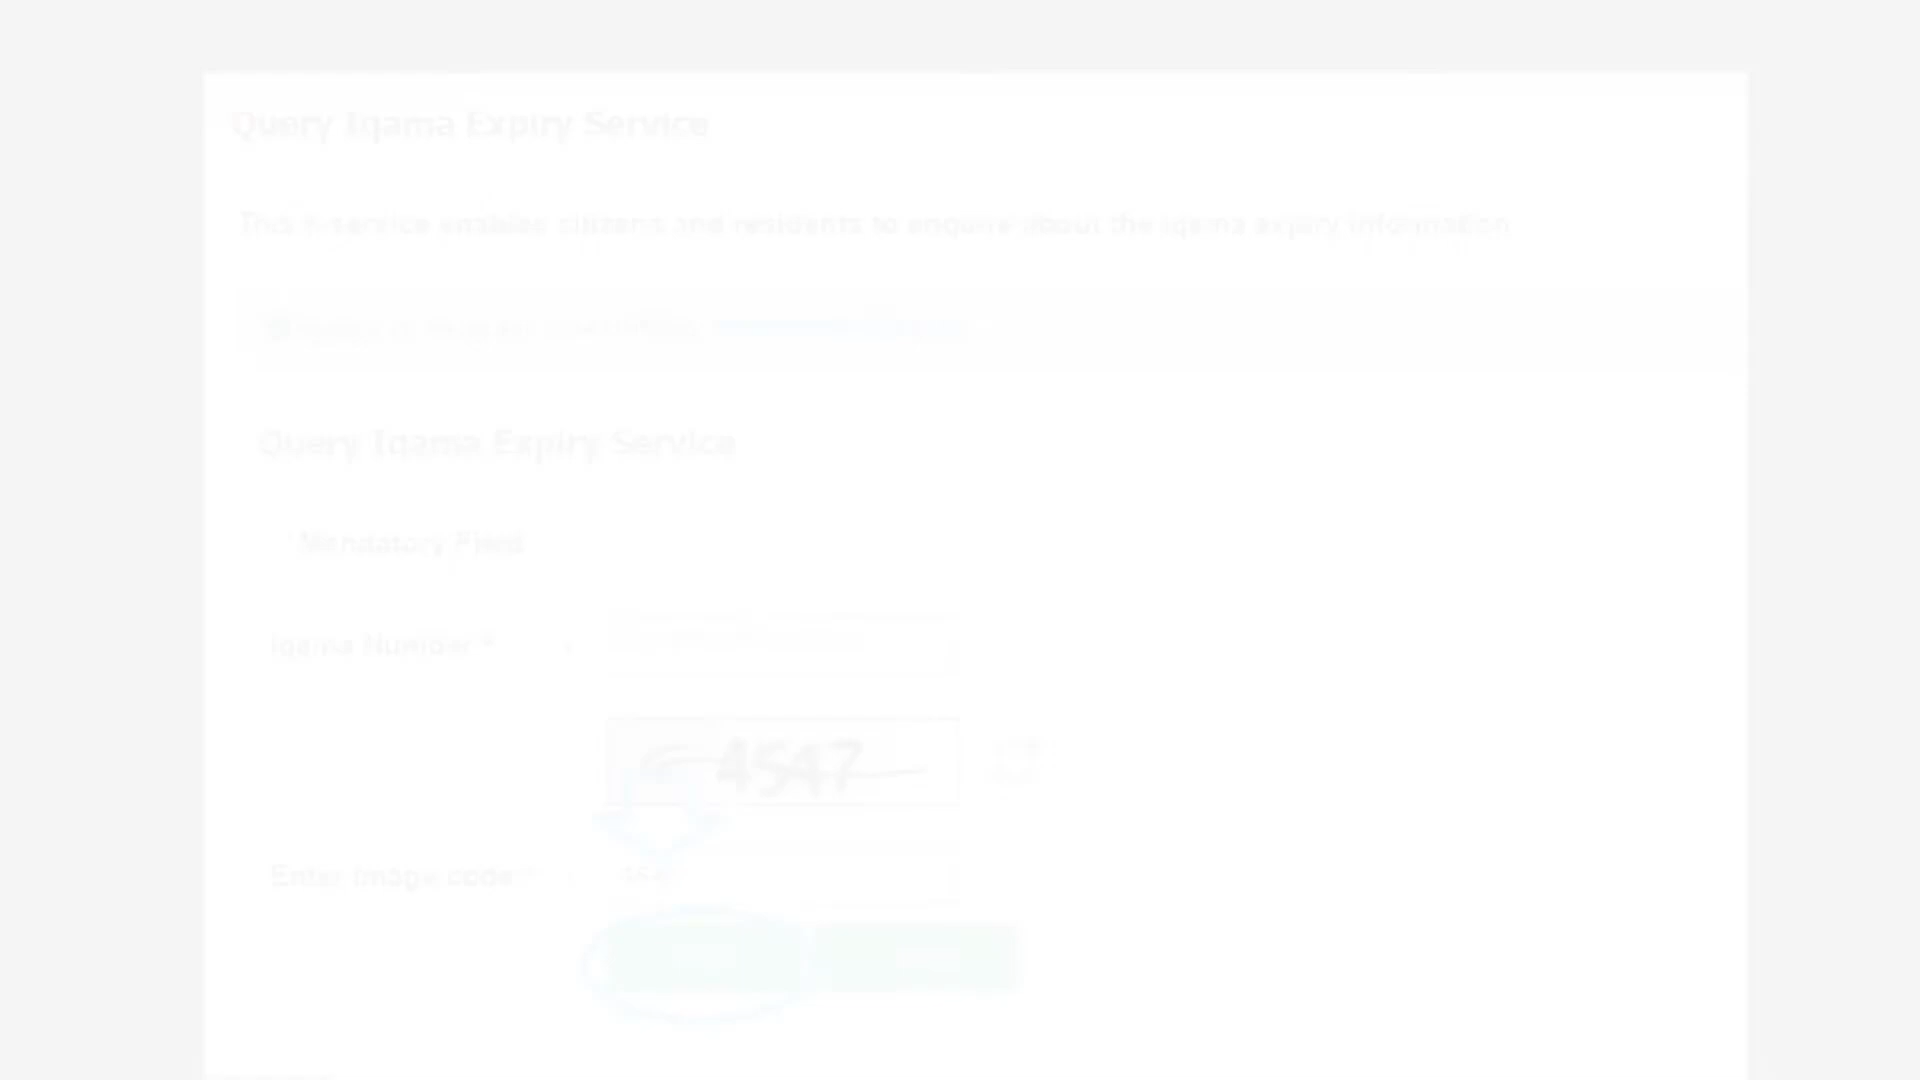 Query Iqama Expiry Service
This e-service enables citizens and residents to enquire about the iqama expiry information
Query Iqama Expiry Service
* Mandatory Field
Iqama Number *
4547
Enter image code *